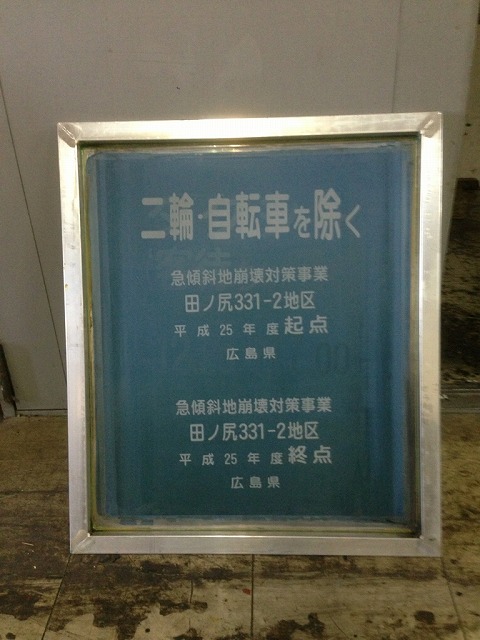 二輪・自転車を除く
急傾斜地崩壊対策事業
田ノ尻331-2地区
平成25年度起点
広島県
急傾斜地崩壊対策事業
田ノ尻331-2地区
平成25年度終点
広島県